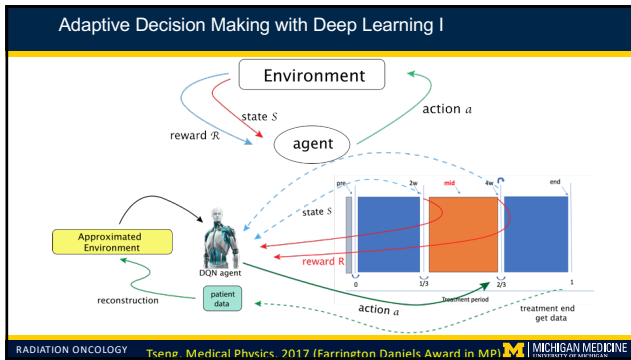 Adaptive Decision Making with Deep Learning I
Environment
state S
action a
reward R
agent
pre
2w
mid
4w
end
state S
Approximated
Environment
DQN agent
reward R
0
1/3
2/3
1
reconstruction
patient
data
action a
Treatment period
treatment end
get data
RADIATION ONCOLOGY
Tseng, Medical Physics, 2017 (Farrington Daniels Award in MP)
M MICHIGAN MEDICINE
UNIVERSITY OF MICHIGAN